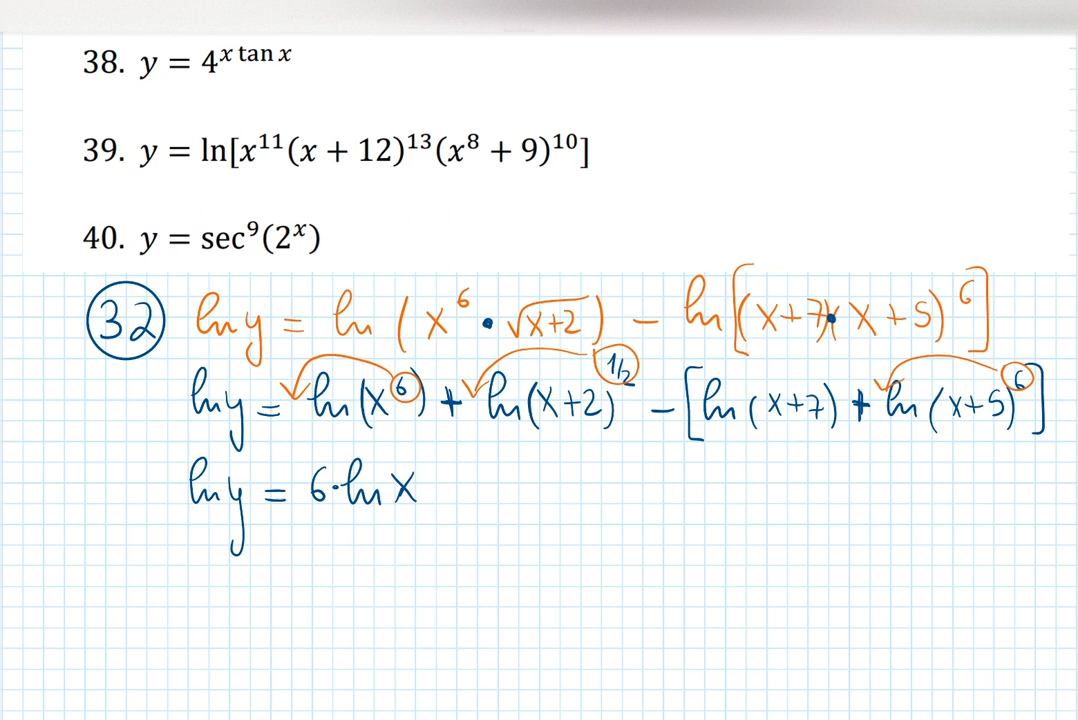 38. y = 4^{x tan x}
39. y = ln[x^{11}(x + 12)^{13}(x^8 + 9)^{10}]
40. y = sec^9(2^x)
32 ln y = ln (x^6 · √(x+2)) − ln[(x+7)·(x+5)^6]
ln y = ln(x^6) + ln(x+2)^{1/2} − [ln(x+7) + ln(x+5)^6]
ln y = 6·ln x